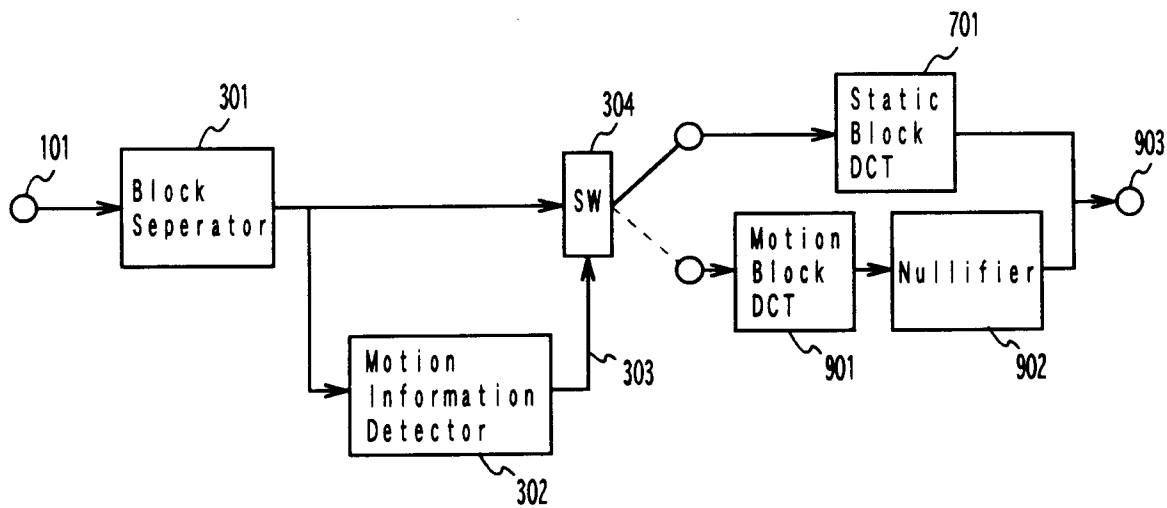 701
301
304
Static
Block
DCT
101
903
Block
Seperator
SW
Motion
Block
DCT
Nullifier
303
901
902
Motion
Information
Detector
302